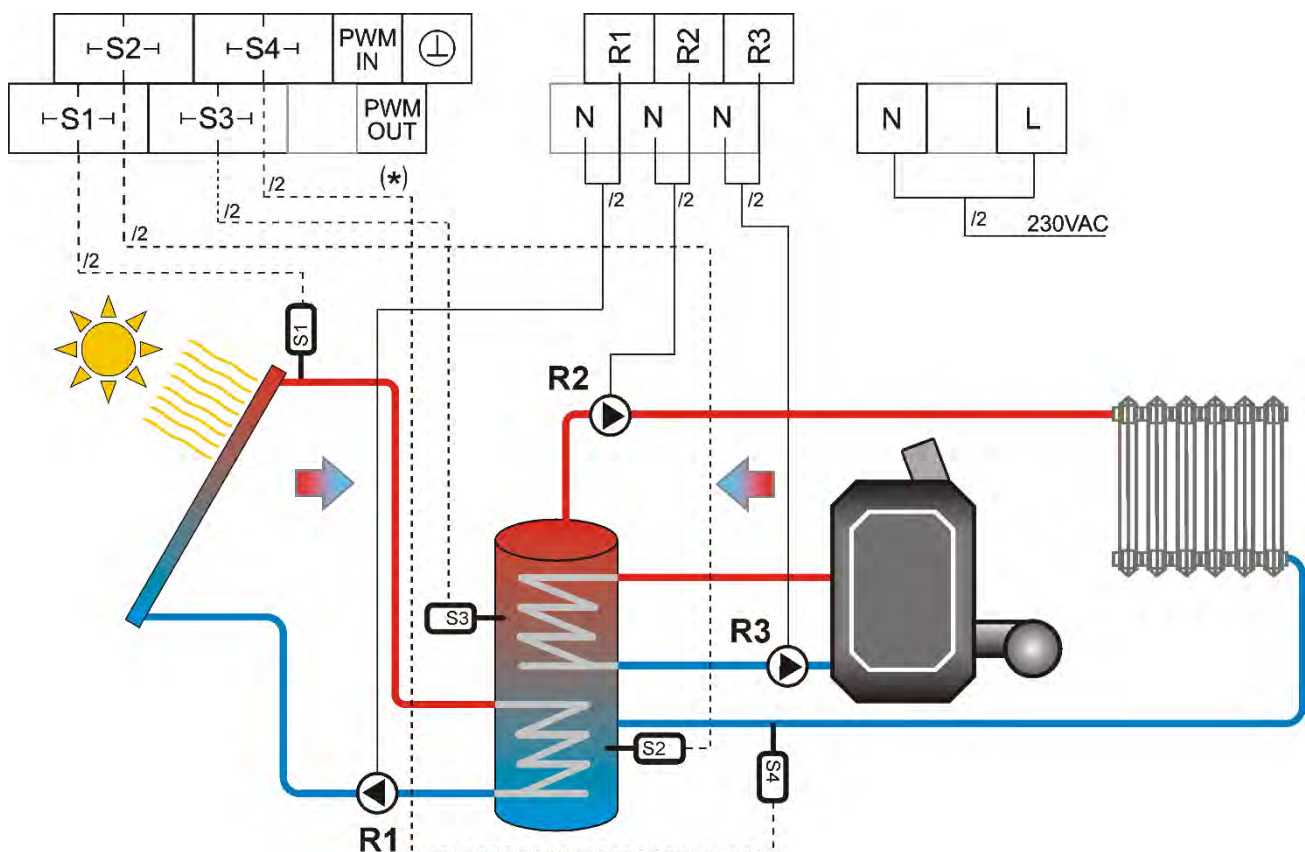 S2 S4 PWM IN
S1 S3 PWM OUT
R1 R2 R3
N N N
N L
(*)
/2
/2
/2
/2
/2
/2
/2
/2
230VAC
S1
R2
S3
R3
S2
S4
R1